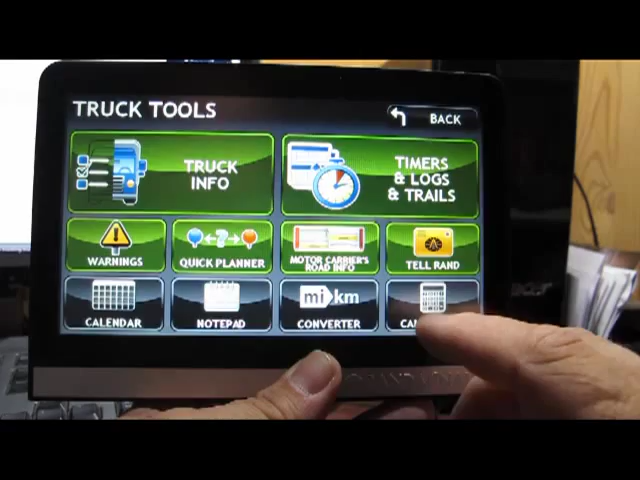 TRUCK TOOLS
BACK
TRUCK
INFO
TIMERS
& LOGS
& TRAILS
WARNINGS
QUICK PLANNER
MOTOR CARRIER'S
ROAD INFO
TELL RAND
CALENDAR
NOTEPAD
mi km
CONVERTER